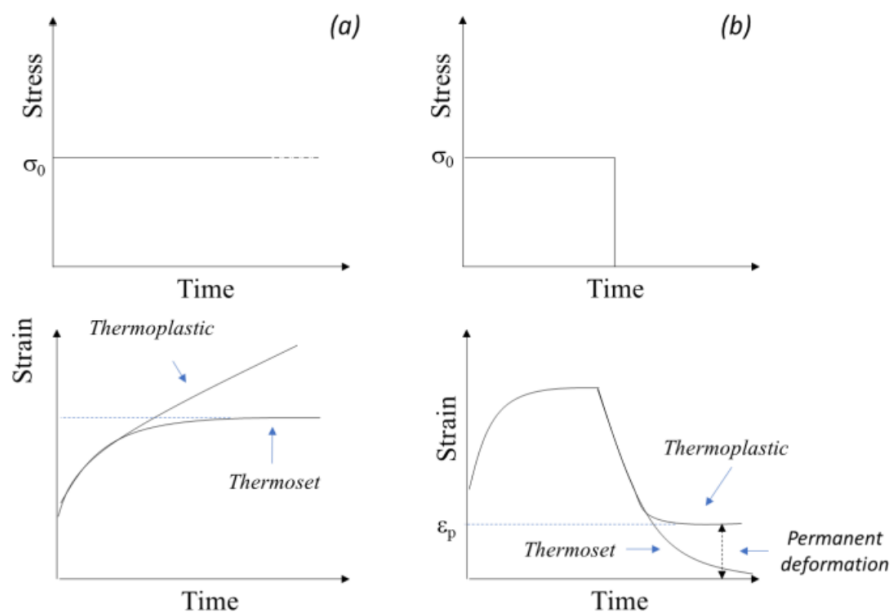 (a)
Stress
σ0
Time
(b)
Stress
σ0
Time
Strain
Thermoplastic
Thermoset
Time
Strain
Thermoplastic
εp
Thermoset
Permanent
deformation
Time